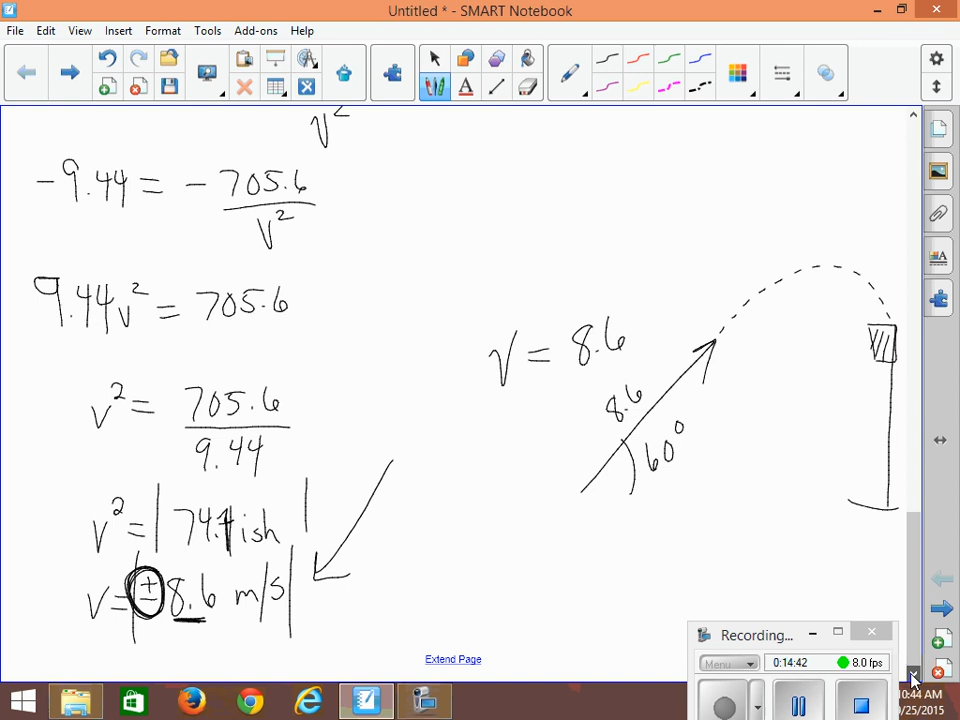 Untitled * - SMART Notebook
File Edit View Insert Format Tools Add-ons Help
v²
-9.44 = - 705.6 / v²
9.44v² = 705.6
v² = 705.6 / 9.44
v² = | 74.7ish |
v = | ± 8.6 m/s |
v = 8.6
8.6
60°
Extend Page
Recording...
Menu
0:14:42
8.0 fps
10:44 AM
9/25/2015